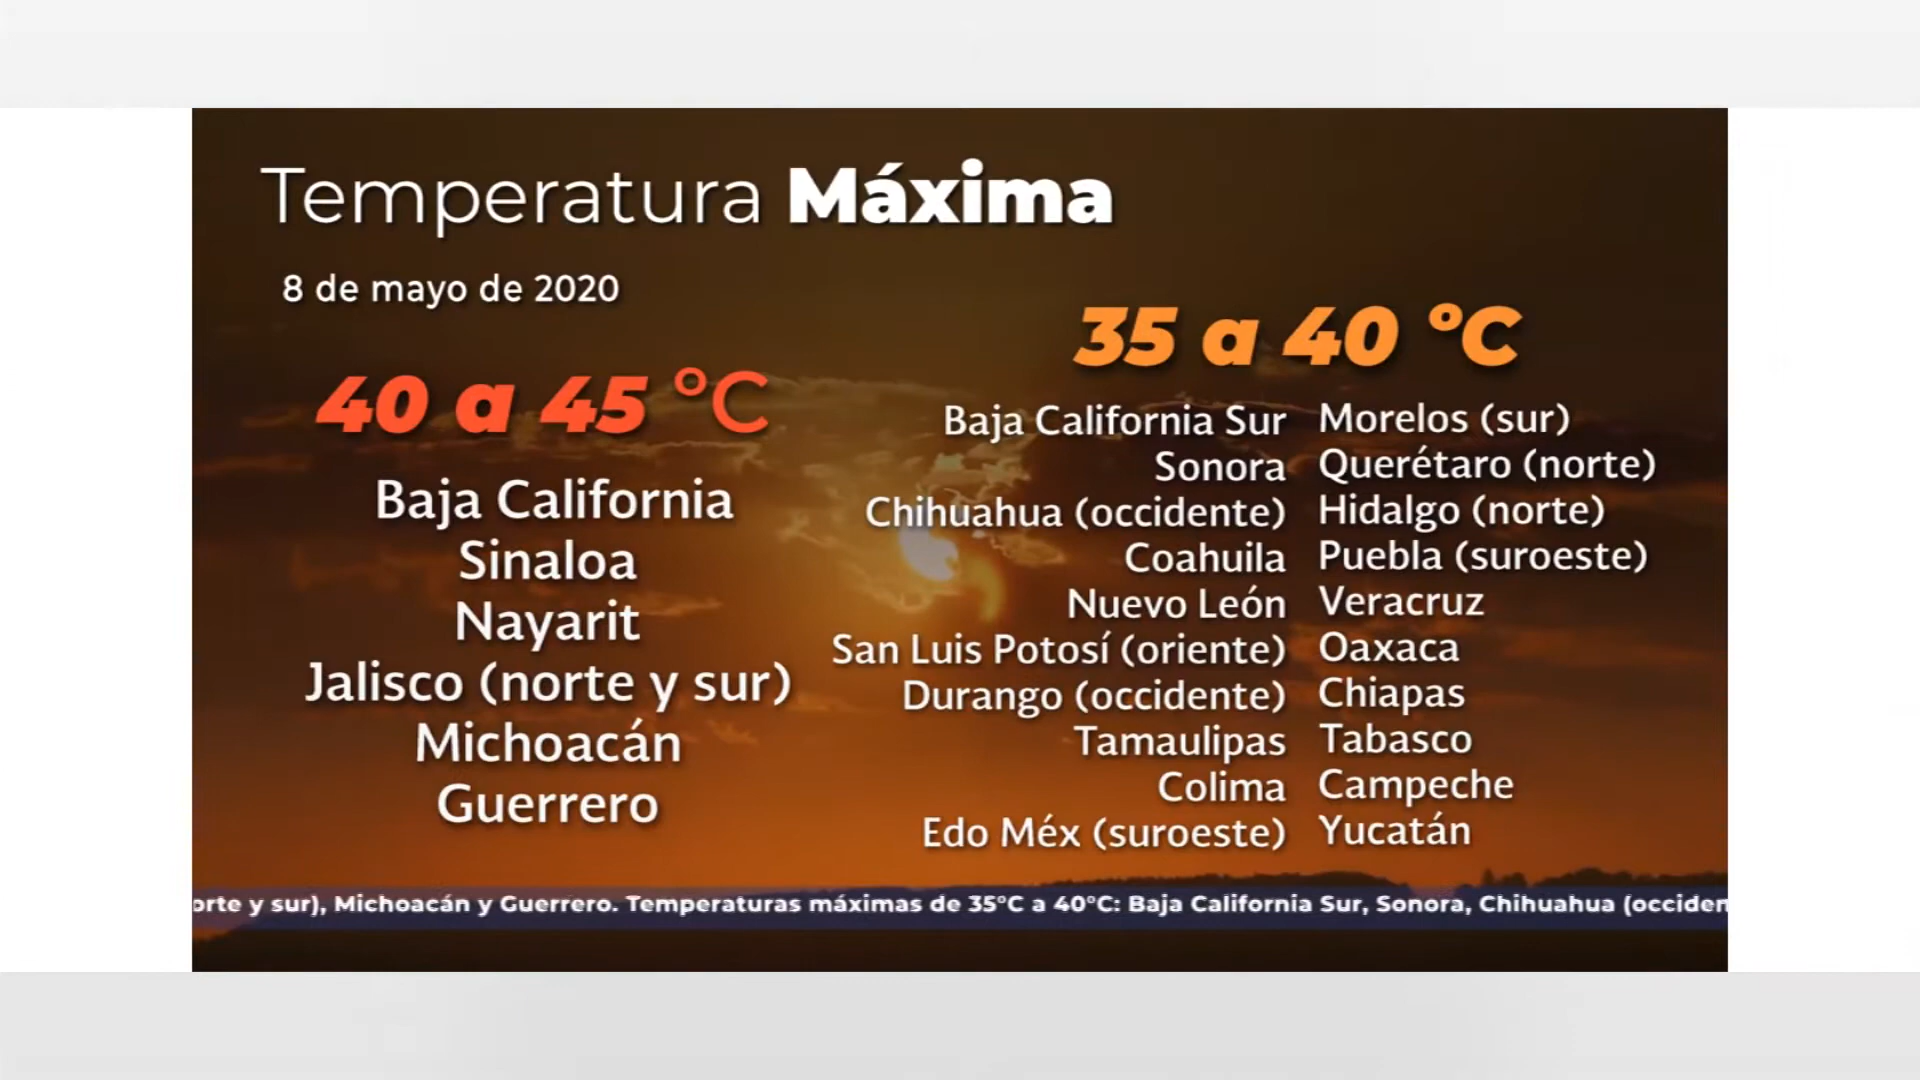 Temperatura Máxima
8 de mayo de 2020
40 a 45 °C
Baja California
Sinaloa
Nayarit
Jalisco (norte y sur)
Michoacán
Guerrero
35 a 40 °C
Baja California Sur
Sonora
Chihuahua (occidente)
Coahuila
Nuevo León
San Luis Potosí (oriente)
Durango (occidente)
Tamaulipas
Colima
Edo Méx (suroeste)
Morelos (sur)
Querétaro (norte)
Hidalgo (norte)
Puebla (suroeste)
Veracruz
Oaxaca
Chiapas
Tabasco
Campeche
Yucatán
orte y sur), Michoacán y Guerrero. Temperaturas máximas de 35°C a 40°C: Baja California Sur, Sonora, Chihuahua (occiden